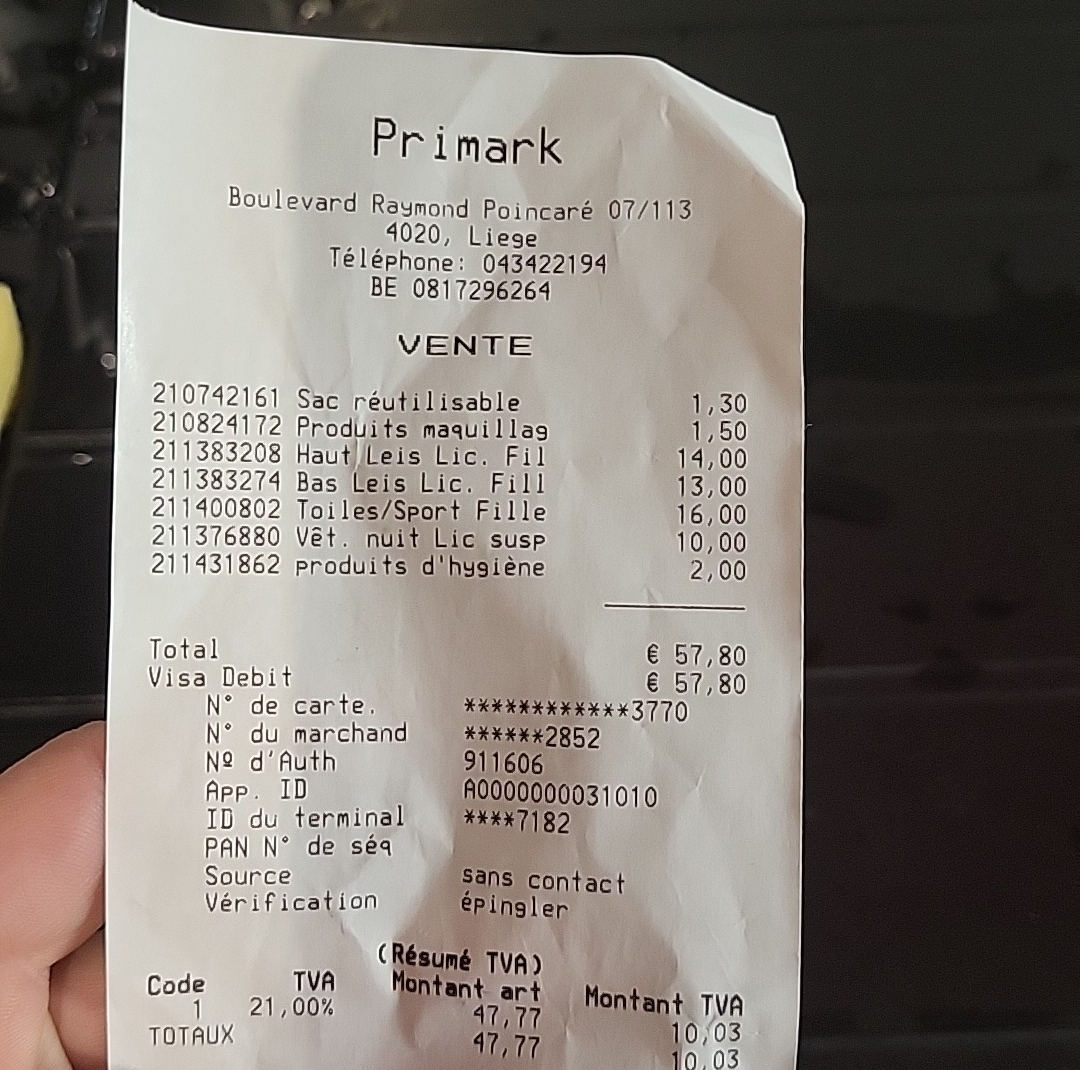 Primark
Boulevard Raymond Poincaré 07/113
4020, Liege
Téléphone: 043422194
BE 0817296264
VENTE
210742161 Sac réutilisable 1,30
210824172 Produits maquillag 1,50
211383208 Haut Leis Lic. Fil 14,00
211383274 Bas Leis Lic. Fill 13,00
211400802 Toiles/Sport Fille 16,00
211376880 Vêt. nuit Lic susp 10,00
211431862 produits d'hygiène 2,00
Total € 57,80
Visa Debit € 57,80
N° de carte. ************3770
N° du marchand ******2852
Nº d'Auth 911606
App. ID A0000000031010
ID du terminal ****7182
PAN N° de séq
Source sans contact
Vérification épingler
(Résumé TVA)
Code TVA Montant art Montant TVA
1 21,00% 47,77 10,03
TOTAUX 47,77 10,03